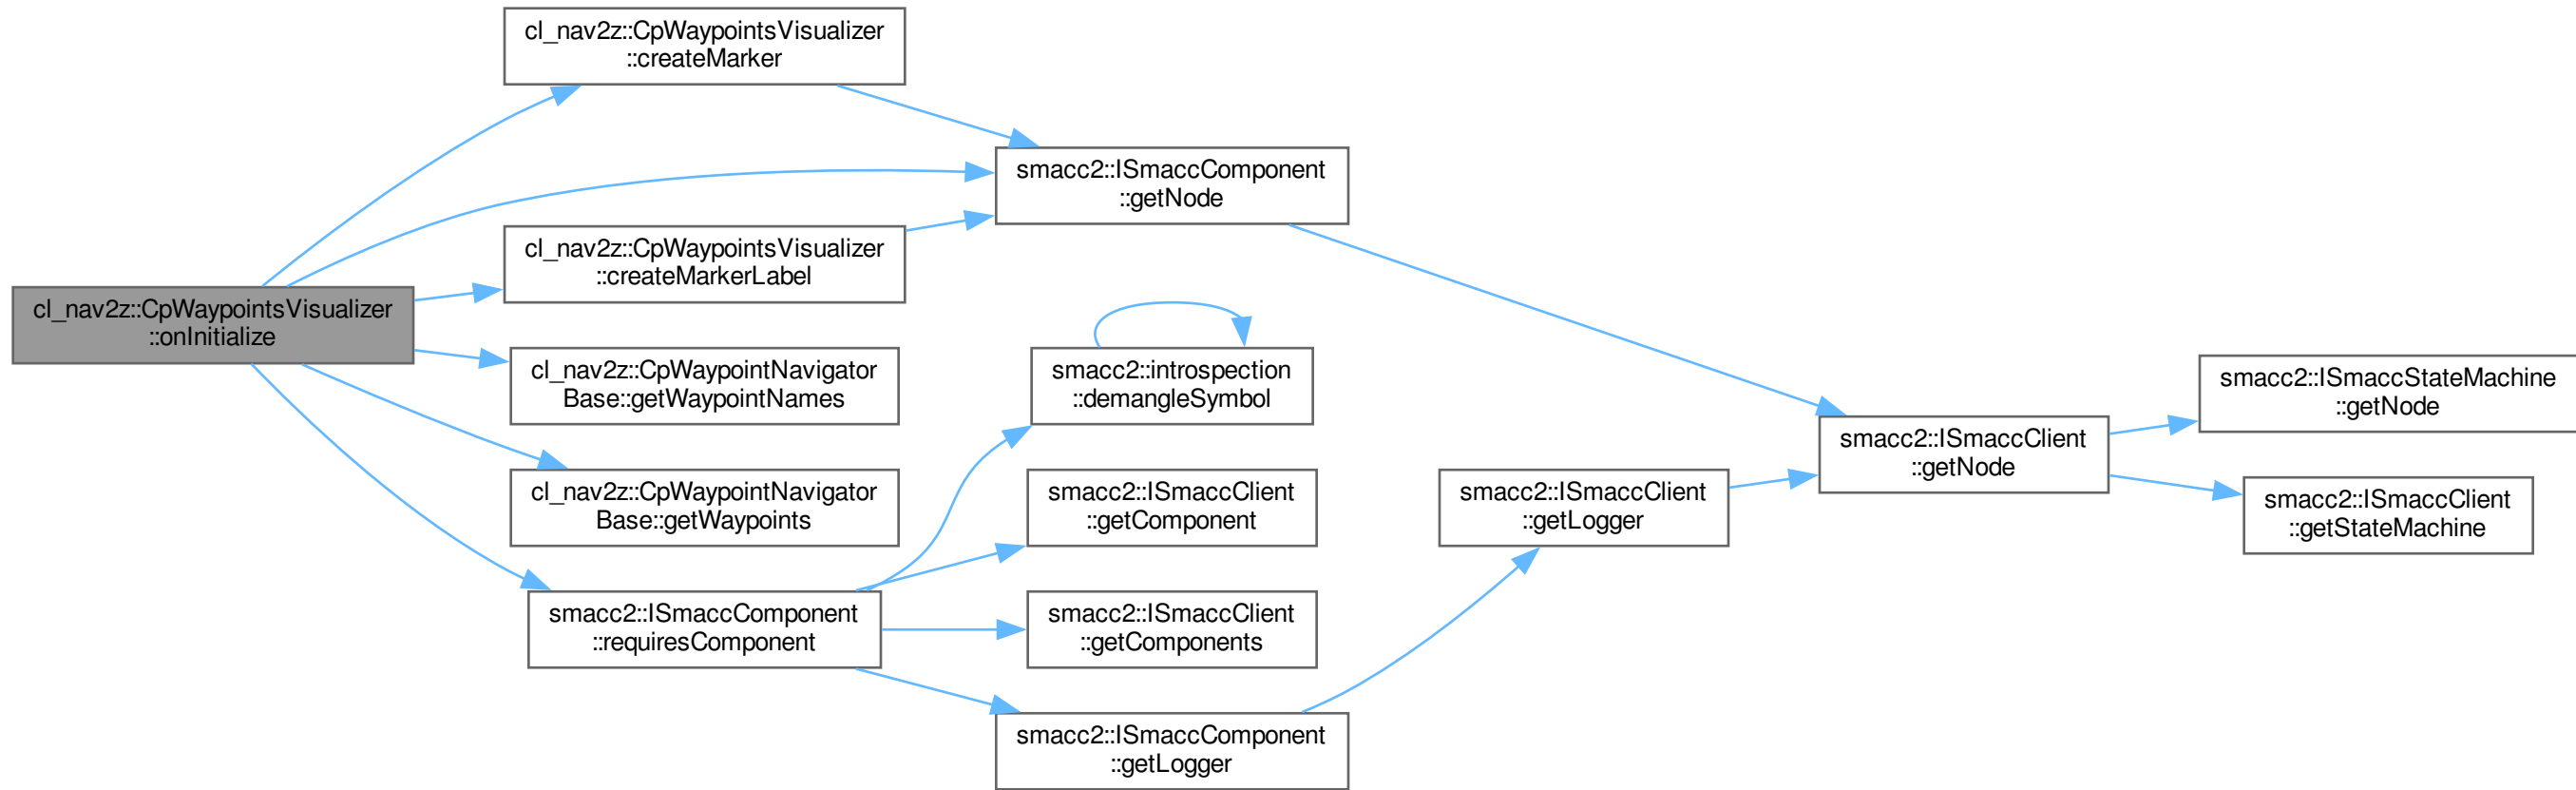 cl_nav2z::CpWaypointsVisualizer
::onInitialize
cl_nav2z::CpWaypointsVisualizer
::createMarker
smacc2::ISmaccComponent
::getNode
cl_nav2z::CpWaypointsVisualizer
::createMarkerLabel
cl_nav2z::CpWaypointNavigator
Base::getWaypointNames
cl_nav2z::CpWaypointNavigator
Base::getWaypoints
smacc2::ISmaccComponent
::requiresComponent
smacc2::introspection
::demangleSymbol
smacc2::ISmaccClient
::getComponent
smacc2::ISmaccClient
::getComponents
smacc2::ISmaccComponent
::getLogger
smacc2::ISmaccClient
::getLogger
smacc2::ISmaccClient
::getNode
smacc2::ISmaccStateMachine
::getNode
smacc2::ISmaccClient
::getStateMachine